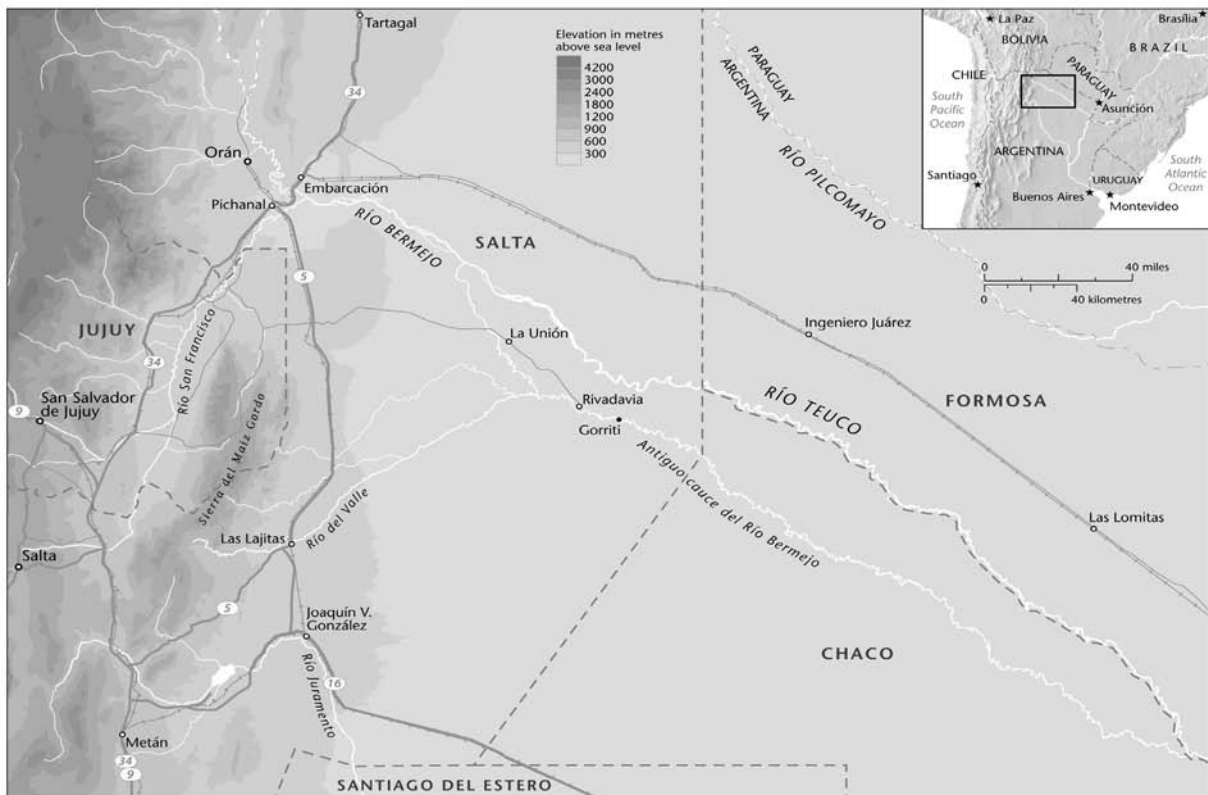 Tartagal
Elevation in metres
above sea level
4200
3000
2400
1800
1200
900
600
300
34
PARAGUAY
ARGENTINA
La Paz
BOLIVIA
Brasília
BRAZIL
CHILE
PARAGUAY
South
Pacific
Ocean
Asunción
ARGENTINA
South
Atlantic
Ocean
Santiago
URUGUAY
Buenos Aires
Montevideo
Orán
Embarcación
Pichanal
RÍO PILCOMAYO
RÍO BERMEJO
SALTA
0
40 miles
0
40 kilometres
5
JUJUY
Río San Francisco
34
La Unión
Ingeniero Juárez
9
San Salvador
de Jujuy
Sierra del Maíz Gordo
Rivadavia
Gorriti
RÍO TEUCO
FORMOSA
Antiguo cauce del Río Bermejo
Las Lajitas
Río del Valle
Las Lomitas
Salta
5
Joaquín V.
González
Río Juramento
16
CHACO
Metán
34
9
SANTIAGO DEL ESTERO